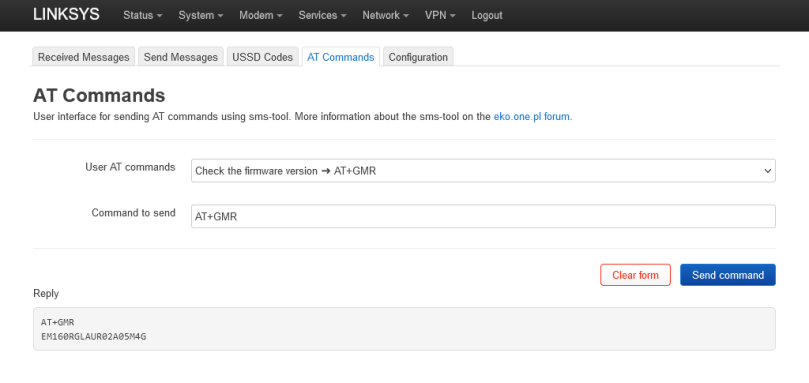 LINKSYS Status System Modem Services Network VPN Logout
Received Messages Send Messages USSD Codes AT Commands Configuration
AT Commands
User interface for sending AT commands using sms-tool. More information about the sms-tool on the eko.one.pl forum.
User AT commands Check the firmware version ➜ AT+GMR
Command to send AT+GMR
Clear form Send command
Reply
AT+GMR
EM160RGLAUR02A05M4G